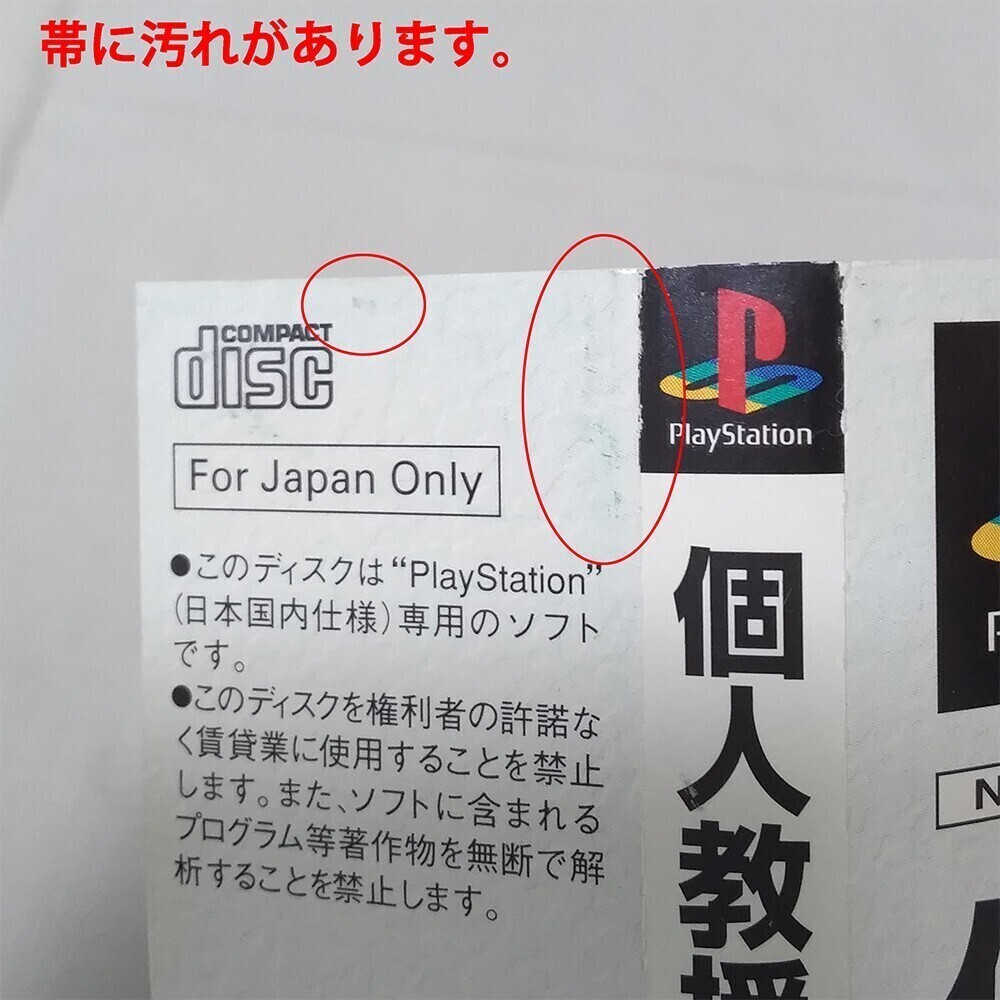 帯に汚れがあります。
COMPACT
disc
For Japan Only
●このディスクは“PlayStation”
(日本国内仕様)専用のソフト
です。
●このディスクを権利者の許諾な
く賃貸業に使用することを禁止
します。また、ソフトに含まれる
プログラム等著作物を無断で解
析することを禁止します。
PlayStation
個人教授
P
N